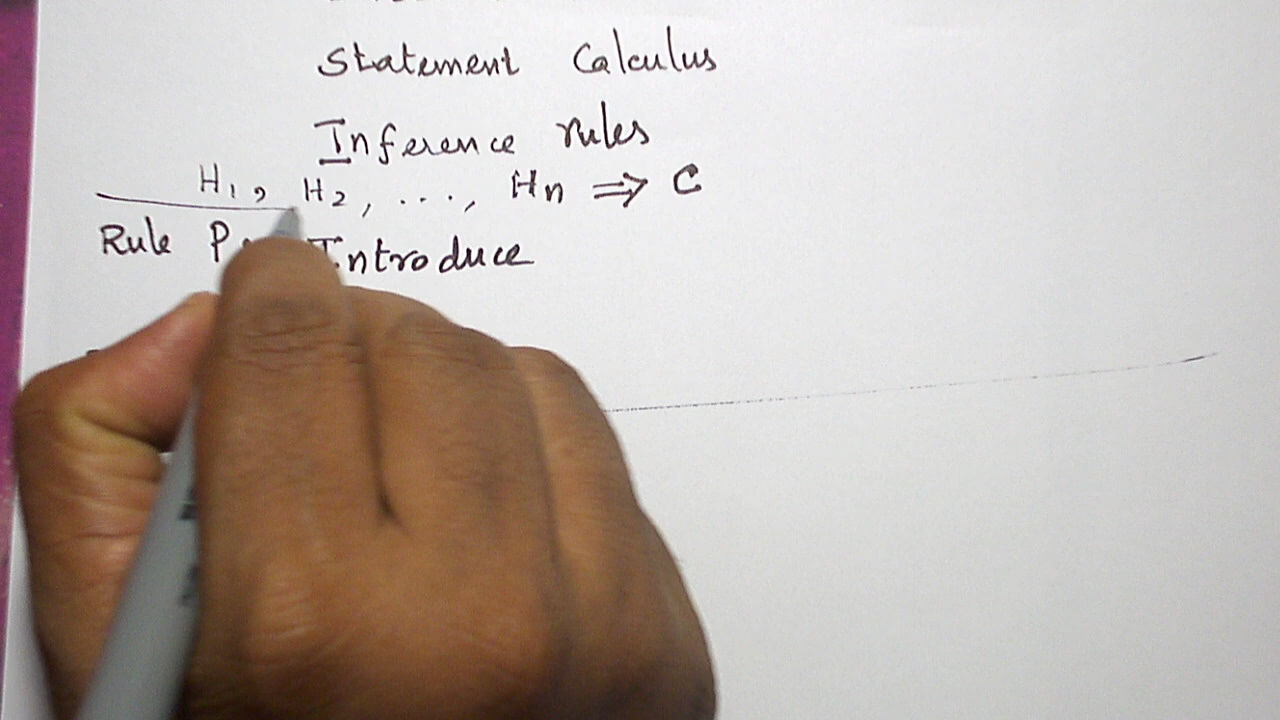 Statement Calculus
Inference rules
H1, H2, ..., Hn ⇒ C
Rule P Introduce